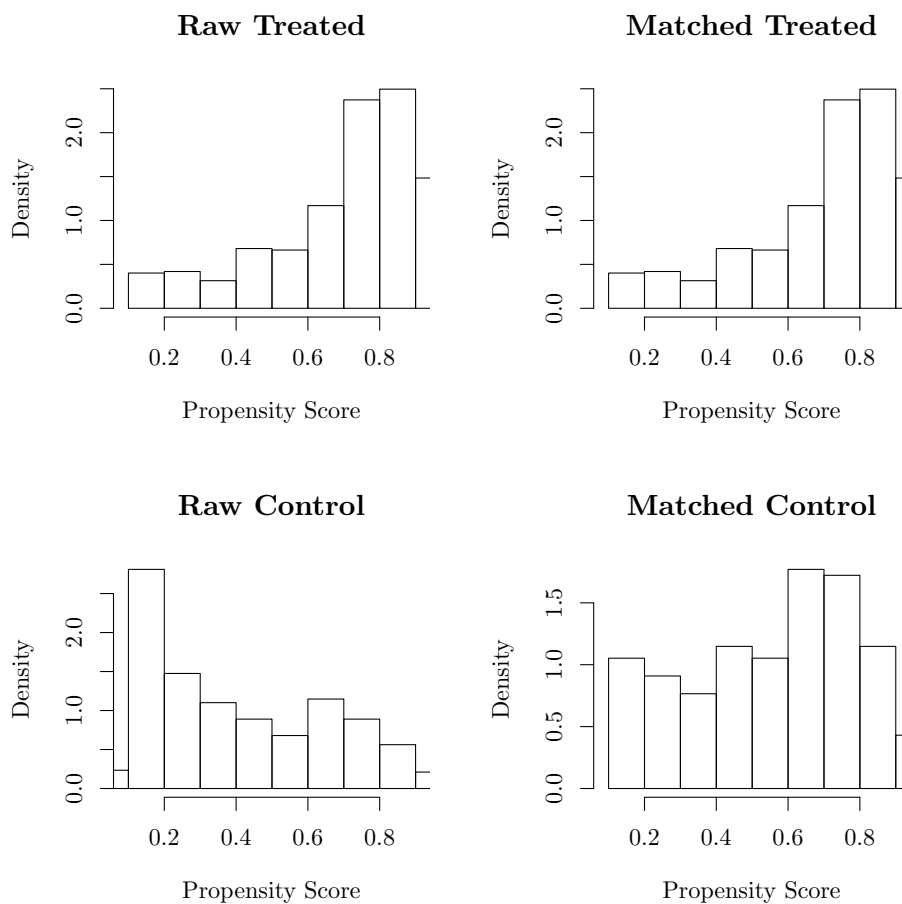 Raw Treated
Density
0.0
1.0
2.0
0.2 0.4 0.6 0.8
Propensity Score
Matched Treated
Density
0.0
1.0
2.0
0.2 0.4 0.6 0.8
Propensity Score
Raw Control
Density
0.0
1.0
2.0
0.2 0.4 0.6 0.8
Propensity Score
Matched Control
Density
0.0
0.5
1.0
1.5
0.2 0.4 0.6 0.8
Propensity Score